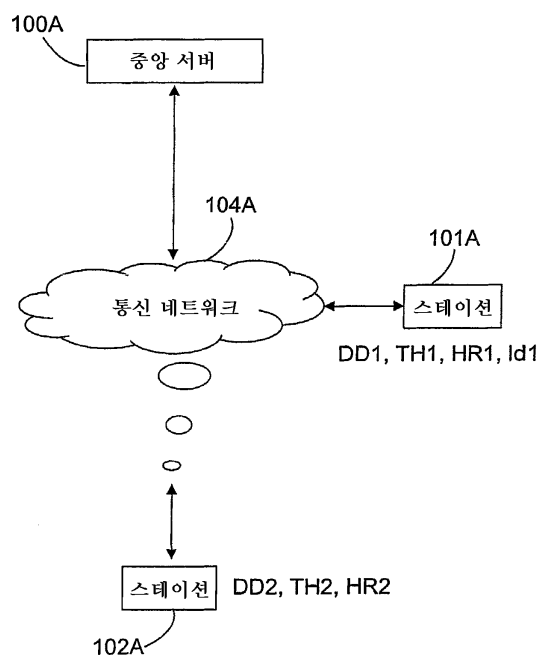 100A
중앙 서버
104A
101A
통신 네트워크
스테이션
DD1, TH1, HR1, Id1
스테이션
DD2, TH2, HR2
102A